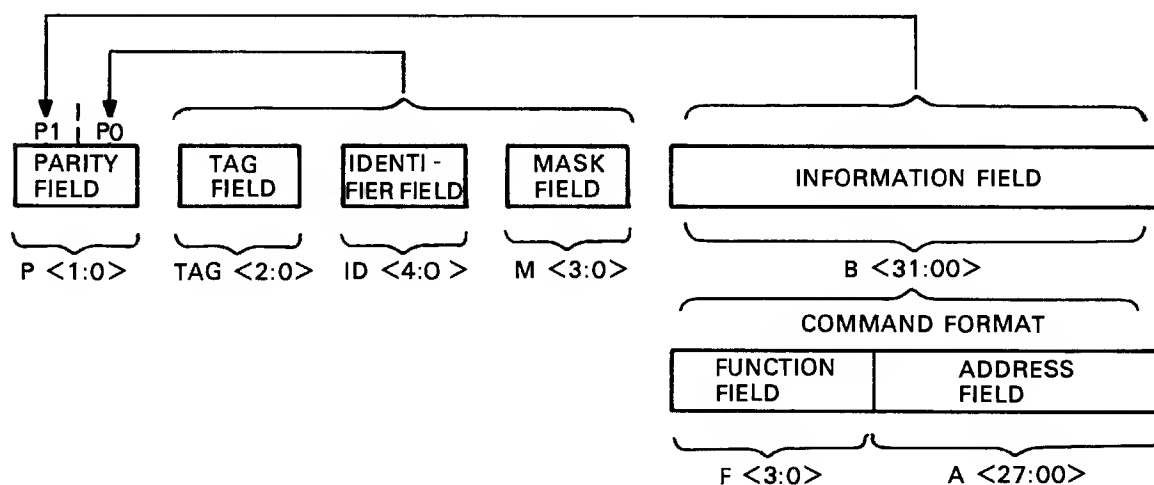 P1 P0
PARITY FIELD
TAG FIELD
IDENTI - FIER FIELD
MASK FIELD
INFORMATION FIELD
P <1:0>
TAG <2:0>
ID <4:0 >
M <3:0>
B <31:00>
COMMAND FORMAT
FUNCTION FIELD
ADDRESS FIELD
F <3:0>
A <27:00>